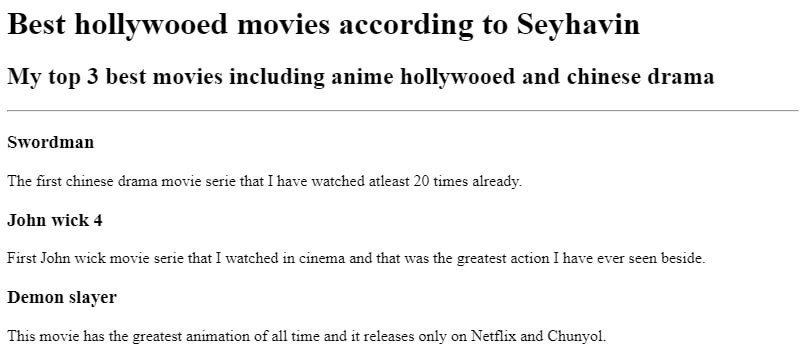 Best hollywooed movies according to Seyhavin
My top 3 best movies including anime hollywooed and chinese drama
Swordman
The first chinese drama movie serie that I have watched atleast 20 times already.
John wick 4
First John wick movie serie that I watched in cinema and that was the greatest action I have ever seen beside.
Demon slayer
This movie has the greatest animation of all time and it releases only on Netflix and Chunyol.